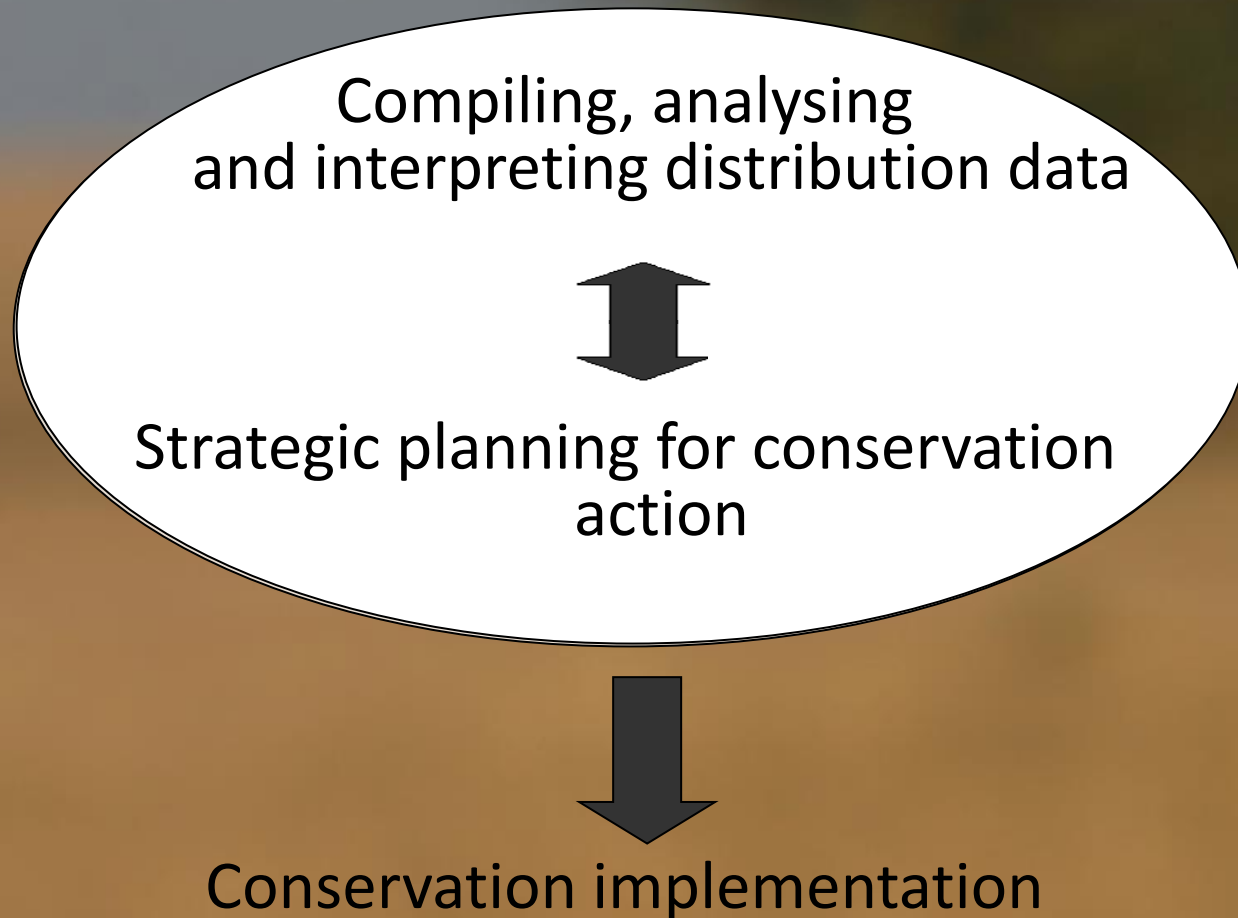 Compiling, analysing
and interpreting distribution data
Strategic planning for conservation
action
Conservation implementation